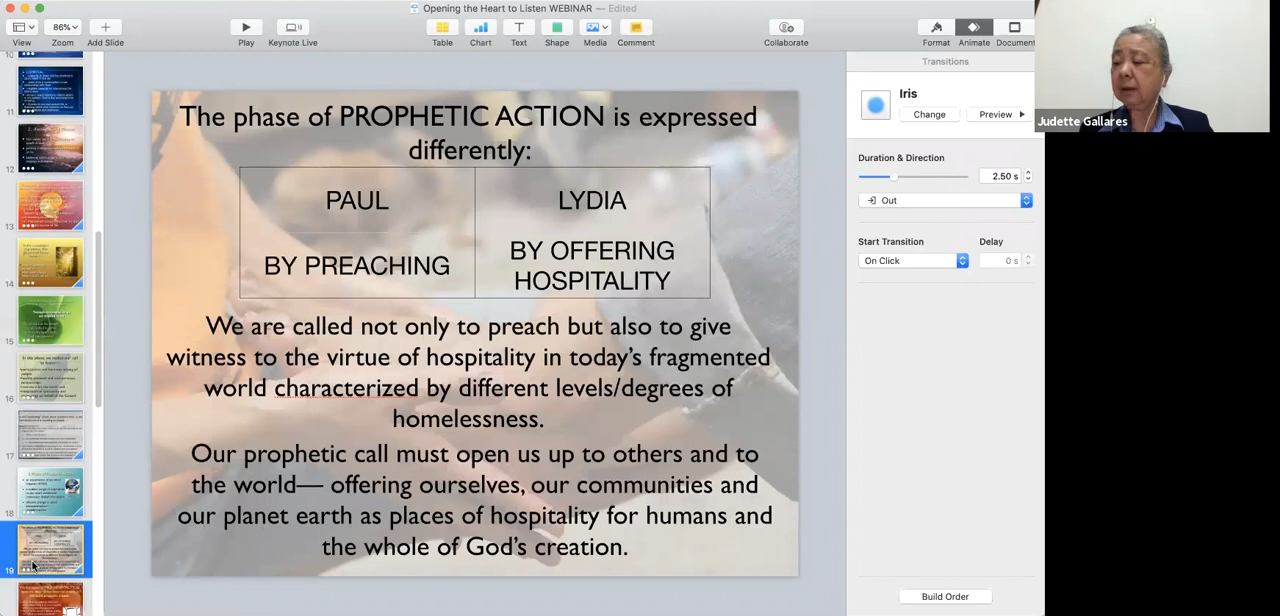 Opening the Heart to Listen WEBINAR — Edited
86%
View
Zoom
Add Slide
Play
Keynote Live
Table
Chart
Text
Shape
Media
Comment
Collaborate
Format
Animate
Document
Transitions
Iris
Change
Preview
Duration & Direction
2.50 s
Out
Start Transition
Delay
On Click
0 s
Build Order
Judette Gallares
10
11
12
13
14
15
16
17
18
19
The phase of PROPHETIC ACTION is expressed
differently:
PAUL
LYDIA
BY PREACHING
BY OFFERING
HOSPITALITY
We are called not only to preach but also to give
witness to the virtue of hospitality in today's fragmented
world characterized by different levels/degrees of
homelessness.
Our prophetic call must open us up to others and to
the world— offering ourselves, our communities and
our planet earth as places of hospitality for humans and
the whole of God's creation.